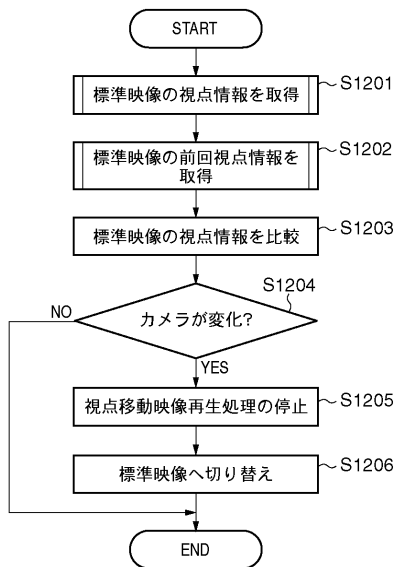 START
標準映像の視点情報を取得
S1201
標準映像の前回視点情報を
取得
S1202
標準映像の視点情報を比較
S1203
S1204
カメラが変化?
NO
YES
視点移動映像再生処理の停止
S1205
標準映像へ切り替え
S1206
END